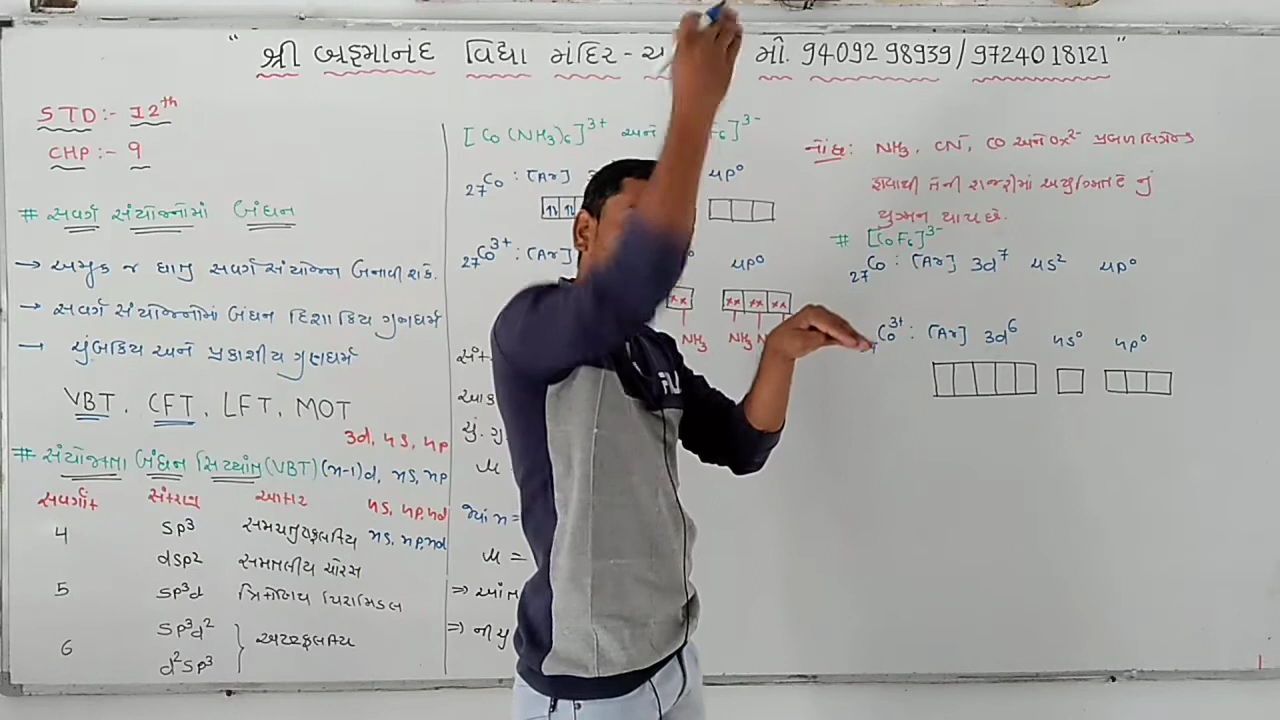 " શ્રી બહ્માનંદ વિદ્યા મંદિર - મો. 94092 98939 / 97240 18121 "
STD:- 12th
CHP:- 9
# સવર્ગ સંયોજનોમાં બંધન
→ અમુક જ ધાતુ સવર્ગ સંયોજન બનાવી શકે.
→ સવર્ગ સંયોજનોમાં બંધન દિશાકિય ગુણધર્મ
→ ચુંબકિય અને પ્રકાશીય ગુણધર્મ
VBT, CFT, LFT, MOT
3d, 4s, 4p
# સંયોજકતા બંધન સિધ્ધાંત (VBT) (n-1)d, ns, np
સવર્ગાંક સંકરણ આકાર 4s, 4p, 4d
4 sp³ સમચતુષ્ફલકિય ns, np, nd
dsp² સમતલીય ચોરસ
5 sp³d ત્રિકોણીય પિરામિડલ
6 sp³d² અષ્ટફલકિય
d²sp³
[Co(NH₃)₆]³⁺ અને F₆]³⁻
₂₇Co : [Ar] 4p⁰
₂₇Co³⁺ : [Ar] 4p⁰
NH₃ NH₃
μ =
⇒
નોંધ: NH₃, CN⁻, CO અને Ox²⁻ પ્રબળ લિગેન્ડ
હોવાથી તેની હાજરીમાં અયુગ્મિત e⁻ નું
યુગ્મન થાય છે.
# [CoF₆]³⁻
₂₇Co : [Ar] 3d⁷ 4s² 4p⁰
Co³⁺ : [Ar] 3d⁶ 4s⁰ 4p⁰